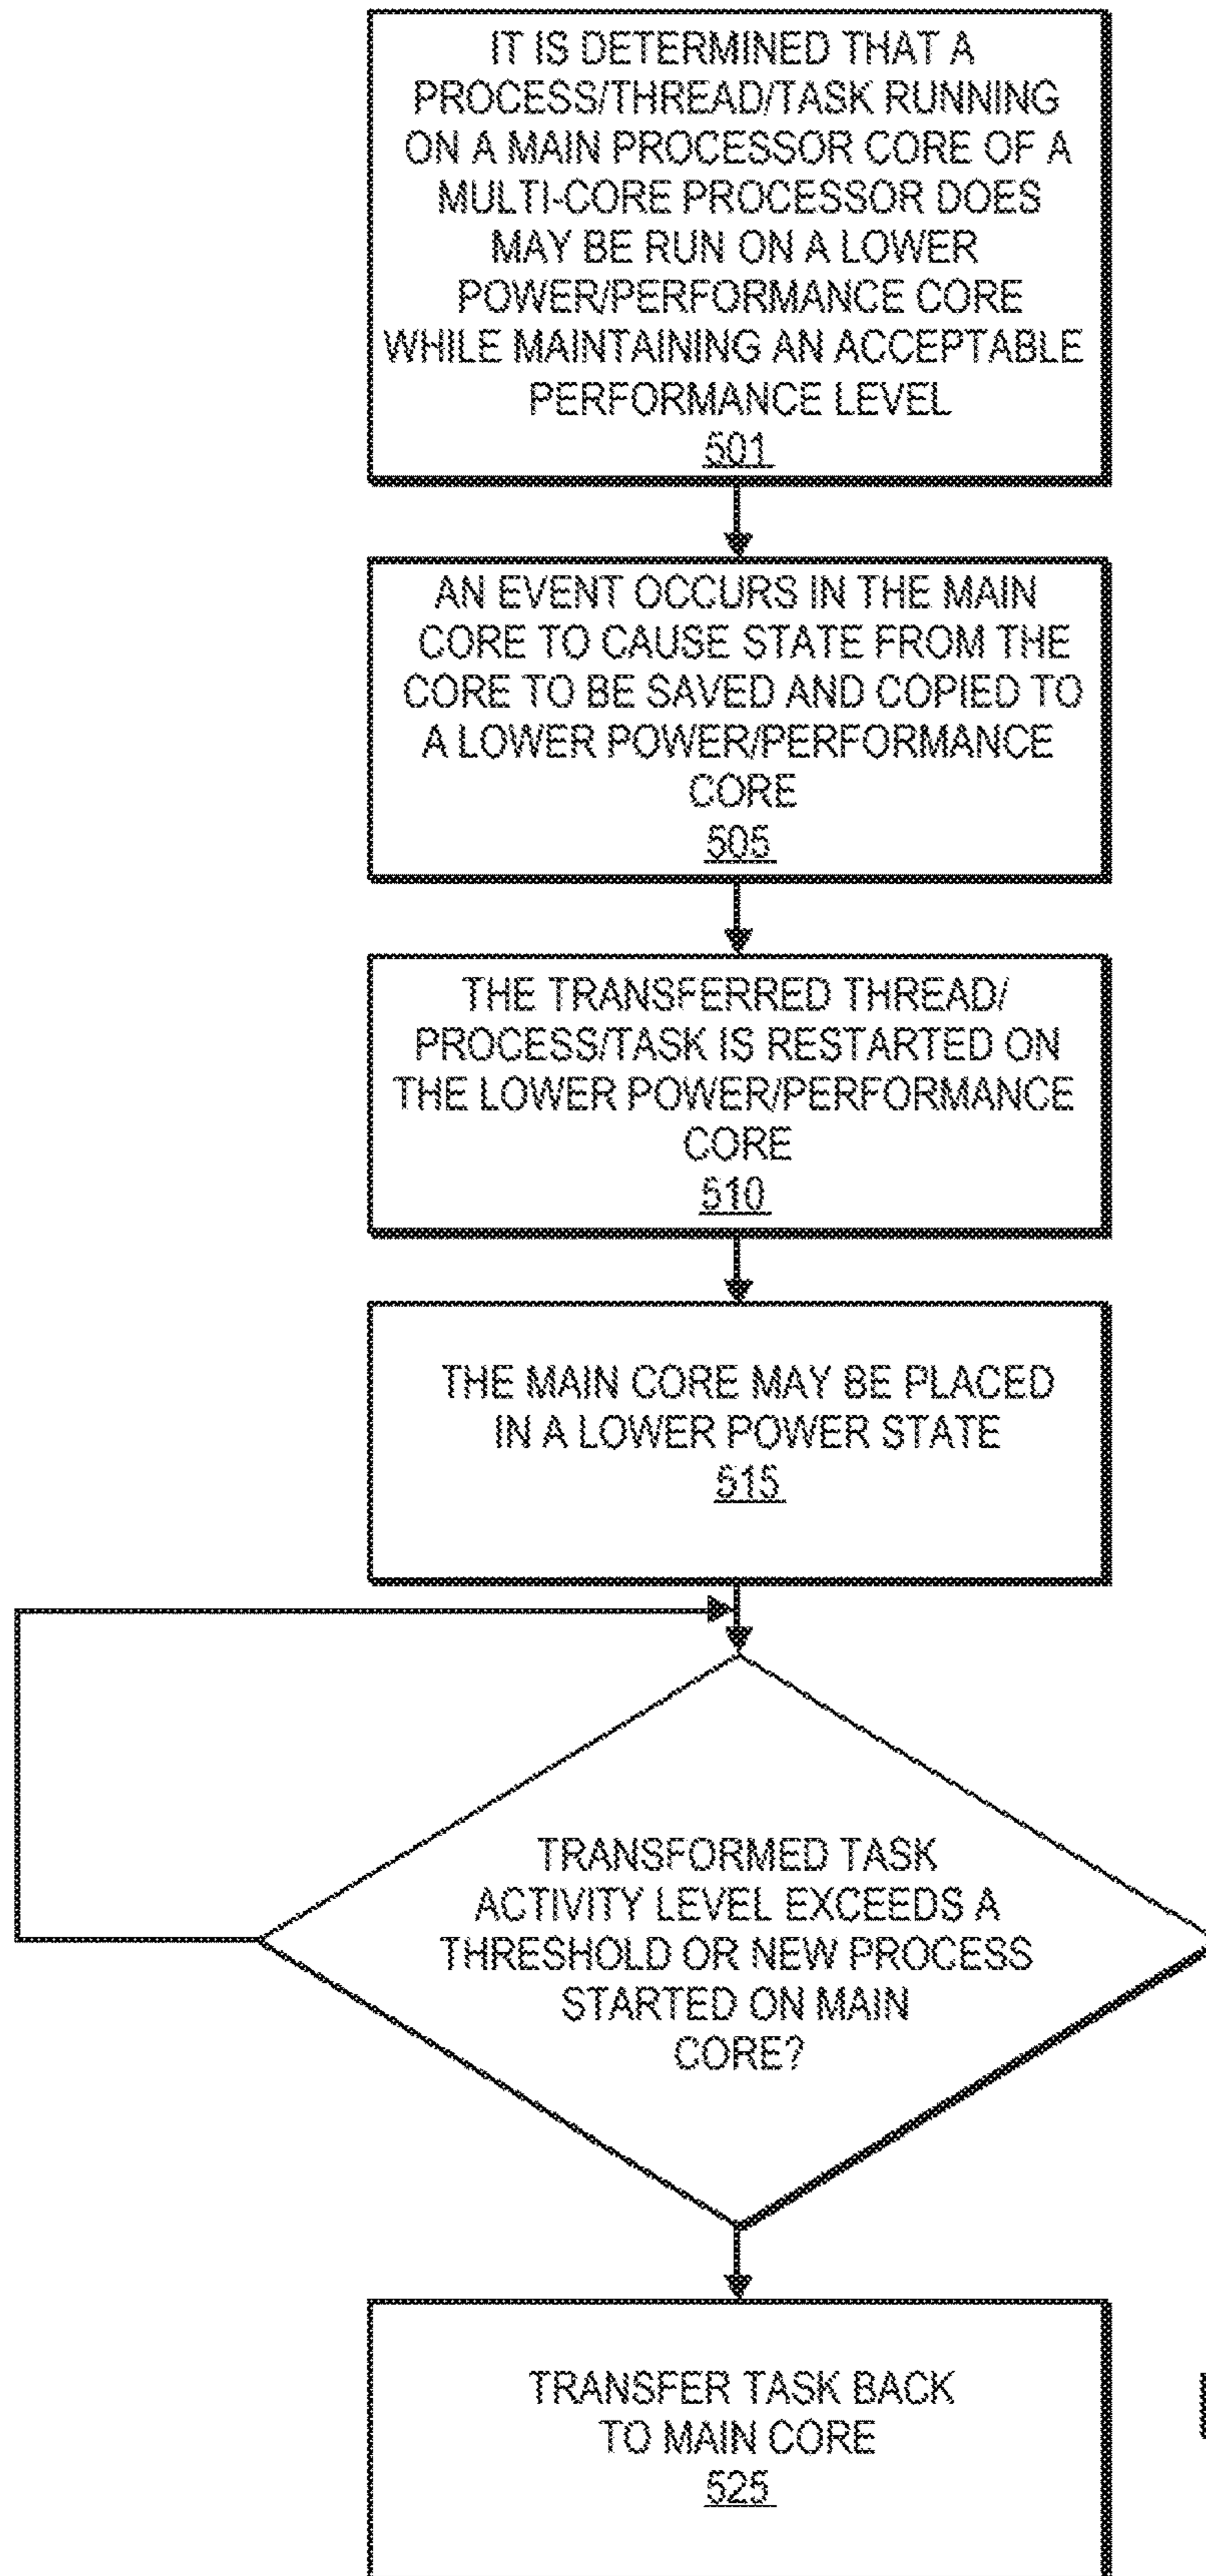 IT IS DETERMINED THAT A
PROCESS/THREAD/TASK RUNNING
ON A MAIN PROCESSOR CORE OF A
MULTI-CORE PROCESSOR DOES
MAY BE RUN ON A LOWER
POWER/PERFORMANCE CORE
WHILE MAINTAINING AN ACCEPTABLE
PERFORMANCE LEVEL
501
AN EVENT OCCURS IN THE MAIN
CORE TO CAUSE STATE FROM THE
CORE TO BE SAVED AND COPIED TO
A LOWER POWER/PERFORMANCE
CORE
505
THE TRANSFERRED THREAD/
PROCESS/TASK IS RESTARTED ON
THE LOWER POWER/PERFORMANCE
CORE
510
THE MAIN CORE MAY BE PLACED
IN A LOWER POWER STATE
515
TRANSFORMED TASK
ACTIVITY LEVEL EXCEEDS A
THRESHOLD OR NEW PROCESS
STARTED ON MAIN
CORE?
TRANSFER TASK BACK
TO MAIN CORE
525